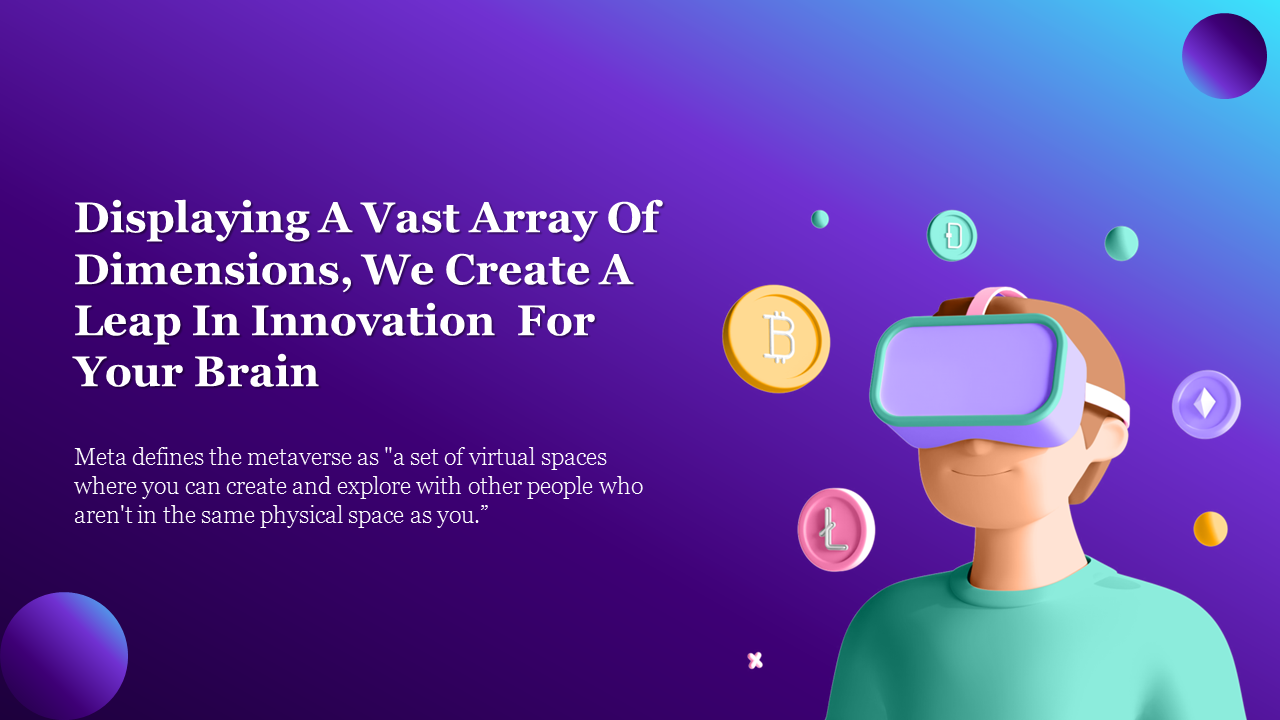 Displaying A Vast Array Of
Dimensions, We Create A
Leap In Innovation  For
Your Brain
Meta defines the metaverse as "a set of virtual spaces
where you can create and explore with other people who
aren't in the same physical space as you.”